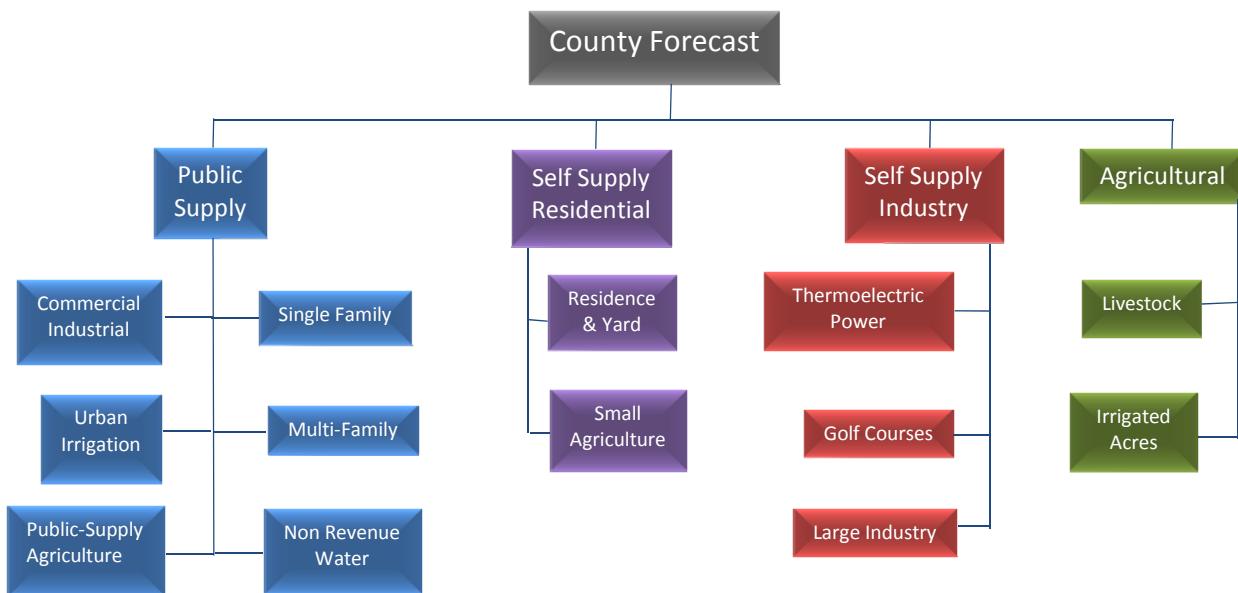 County Forecast
Public
Supply
Self Supply
Residential
Self Supply
Industry
Agricultural
Commercial
Industrial
Single Family
Urban
Irrigation
Multi-Family
Public-Supply
Agriculture
Non Revenue
Water
Residence
& Yard
Small
Agriculture
Thermoelectric
Power
Golf Courses
Large Industry
Livestock
Irrigated
Acres